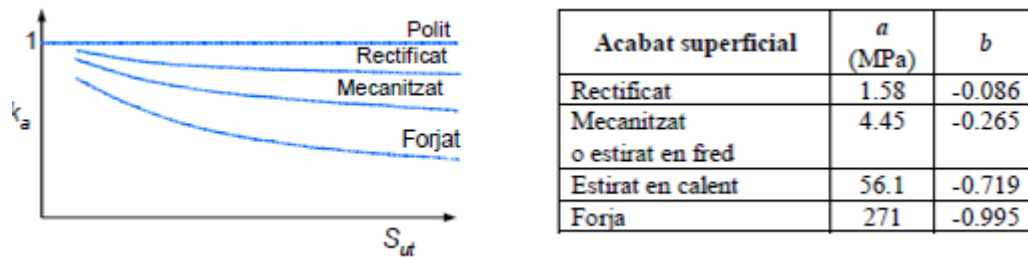 Polit
1
Rectificat
Mecanitzat
ka
Forjat
Sut
Acabat superficial a (MPa) b
Rectificat 1.58 -0.086
Mecanitzat 4.45 -0.265
o estirat en fred
Estirat en calent 56.1 -0.719
Forja 271 -0.995